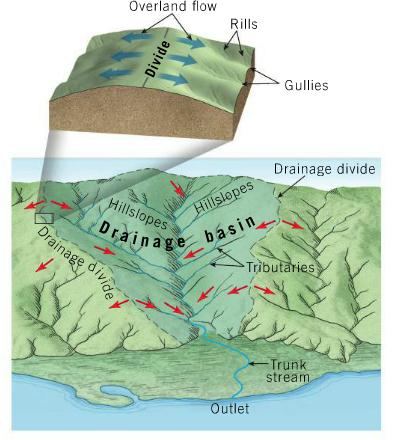 Overland flow
Rills
Divide
Gullies
Drainage divide
Hillslopes
Hillslopes
Drainage basin
Drainage divide
Tributaries
Trunk
stream
Outlet